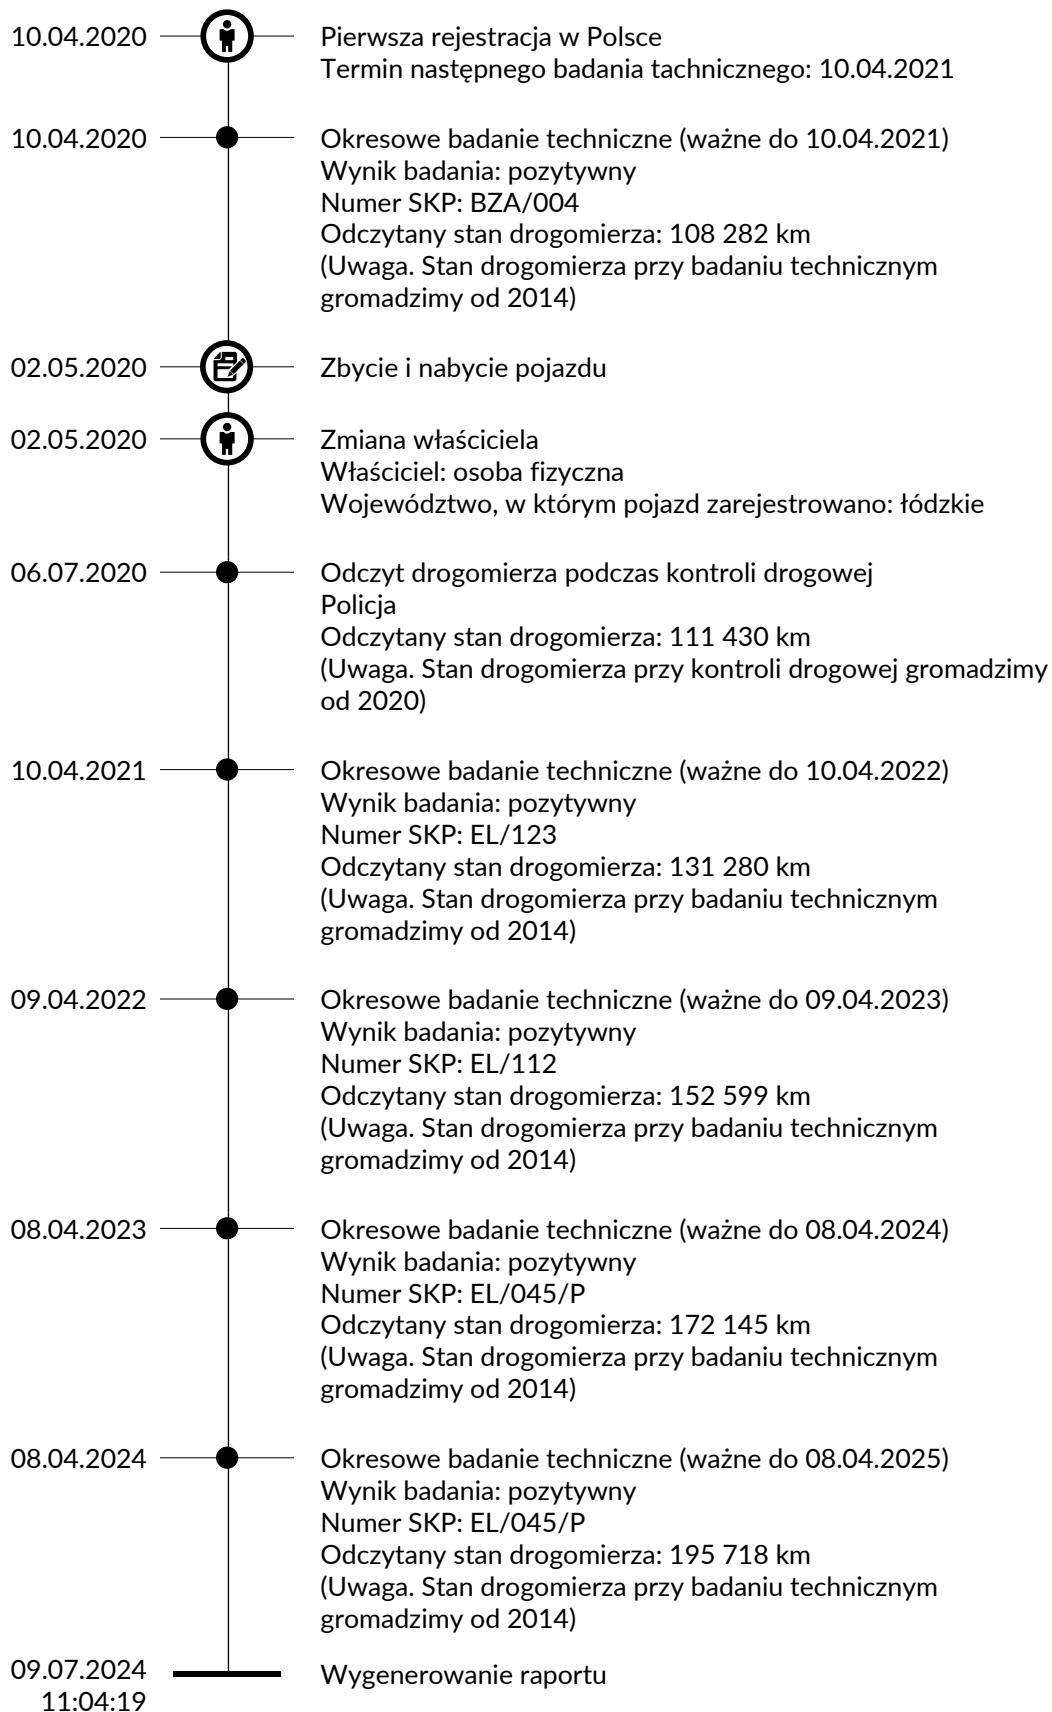 10.04.2020
Pierwsza rejestracja w Polsce
Termin następnego badania tachnicznego: 10.04.2021
10.04.2020
Okresowe badanie techniczne (ważne do 10.04.2021)
Wynik badania: pozytywny
Numer SKP: BZA/004
Odczytany stan drogomierza: 108 282 km
(Uwaga. Stan drogomierza przy badaniu technicznym
gromadzimy od 2014)
02.05.2020
Zbycie i nabycie pojazdu
02.05.2020
Zmiana właściciela
Właściciel: osoba fizyczna
Województwo, w którym pojazd zarejestrowano: łódzkie
06.07.2020
Odczyt drogomierza podczas kontroli drogowej
Policja
Odczytany stan drogomierza: 111 430 km
(Uwaga. Stan drogomierza przy kontroli drogowej gromadzimy
od 2020)
10.04.2021
Okresowe badanie techniczne (ważne do 10.04.2022)
Wynik badania: pozytywny
Numer SKP: EL/123
Odczytany stan drogomierza: 131 280 km
(Uwaga. Stan drogomierza przy badaniu technicznym
gromadzimy od 2014)
09.04.2022
Okresowe badanie techniczne (ważne do 09.04.2023)
Wynik badania: pozytywny
Numer SKP: EL/112
Odczytany stan drogomierza: 152 599 km
(Uwaga. Stan drogomierza przy badaniu technicznym
gromadzimy od 2014)
08.04.2023
Okresowe badanie techniczne (ważne do 08.04.2024)
Wynik badania: pozytywny
Numer SKP: EL/045/P
Odczytany stan drogomierza: 172 145 km
(Uwaga. Stan drogomierza przy badaniu technicznym
gromadzimy od 2014)
08.04.2024
Okresowe badanie techniczne (ważne do 08.04.2025)
Wynik badania: pozytywny
Numer SKP: EL/045/P
Odczytany stan drogomierza: 195 718 km
(Uwaga. Stan drogomierza przy badaniu technicznym
gromadzimy od 2014)
09.07.2024
11:04:19
Wygenerowanie raportu